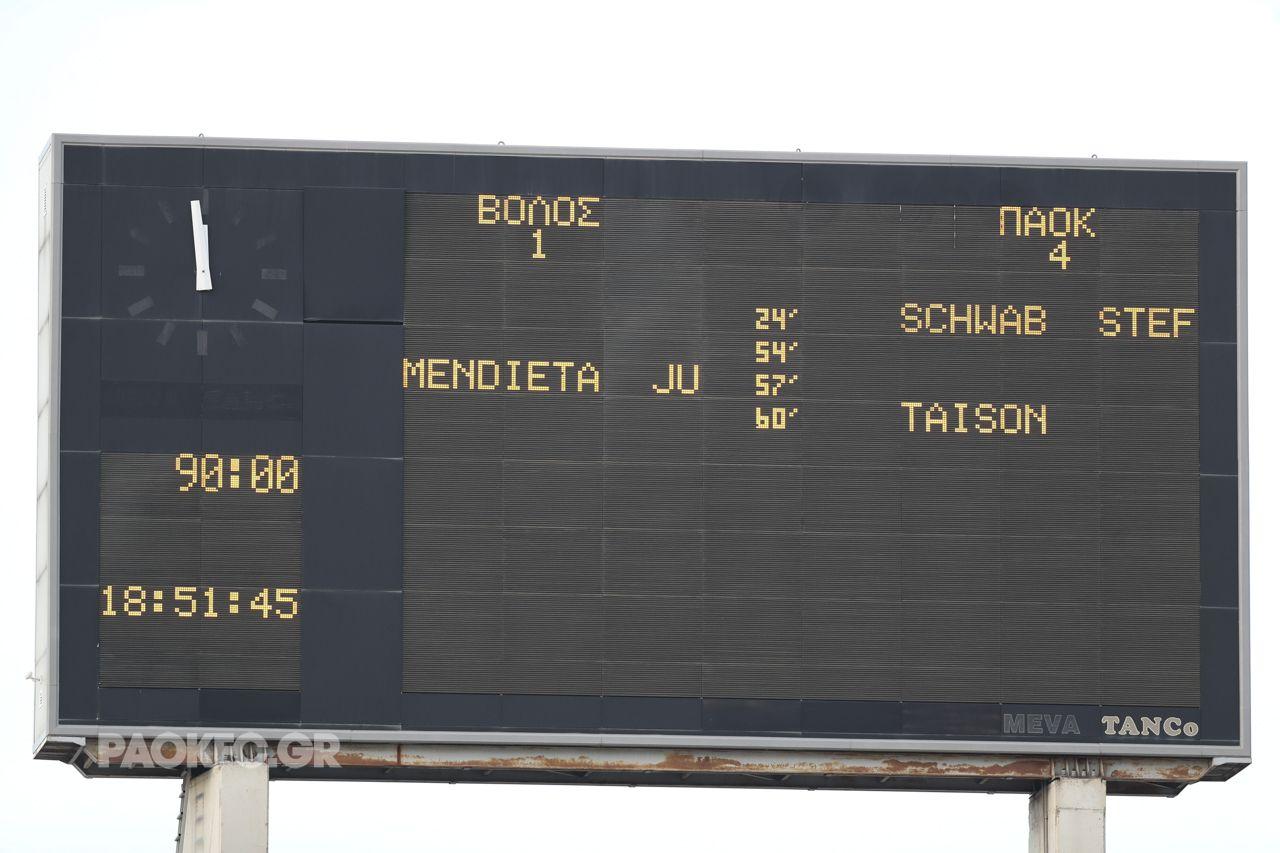 ΒΟΛΟΣ ΠΑΟΚ
1 4
24' SCHWAB STEF
54'
MENDIETA JU 57'
60' TAISON
90:00
18:51:45
MEVA TANCo
PAOKFC.GR